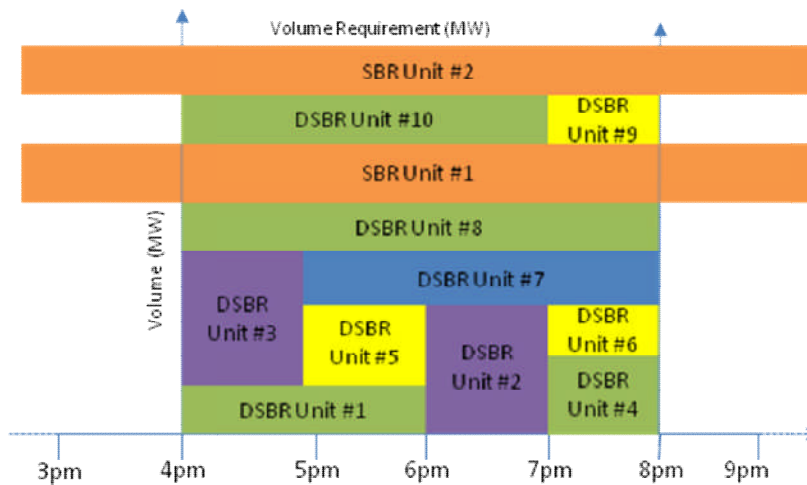 Volume Requirement (MW)
SBR Unit #2
DSBR Unit #10
DSBR
Unit #9
SBR Unit #1
DSBR Unit #8
Volume (MW)
DSBR
Unit #3
DSBR Unit #7
DSBR
Unit #5
DSBR
Unit #2
DSBR
Unit #6
DSBR Unit #1
DSBR
Unit #4
3pm 4pm 5pm 6pm 7pm 8pm 9pm